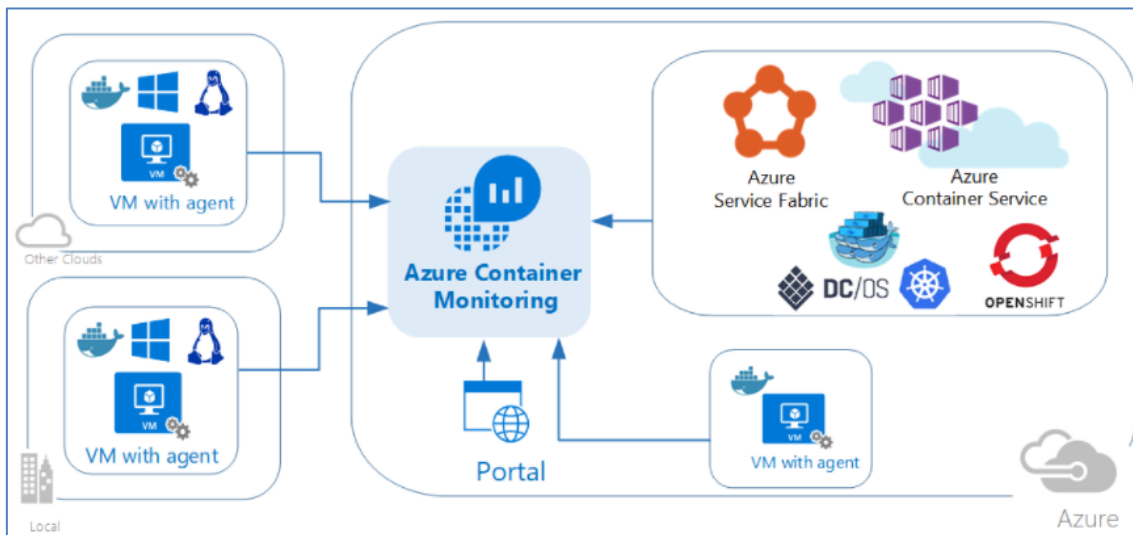 VM
VM with agent
Other Clouds
VM
VM with agent
Local
Azure Container
Monitoring
Portal
Azure
Service Fabric
Azure
Container Service
DC/OS
OPENSHIFT
VM
VM with agent
Azure